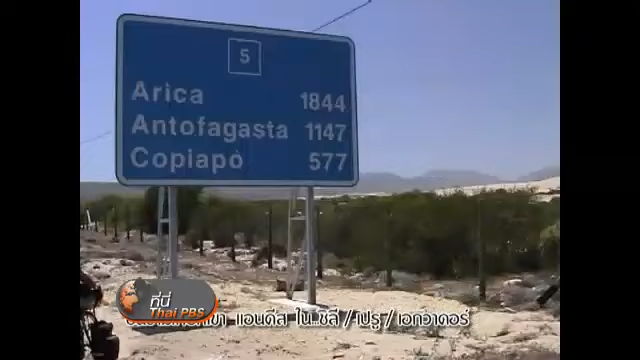 5
Arica 1844
Antofagasta 1147
Copiapó 577
ที่นี่
Thai PBS
แอนดีส ใน...ชิลี / เปรู / เอกวาดอร์